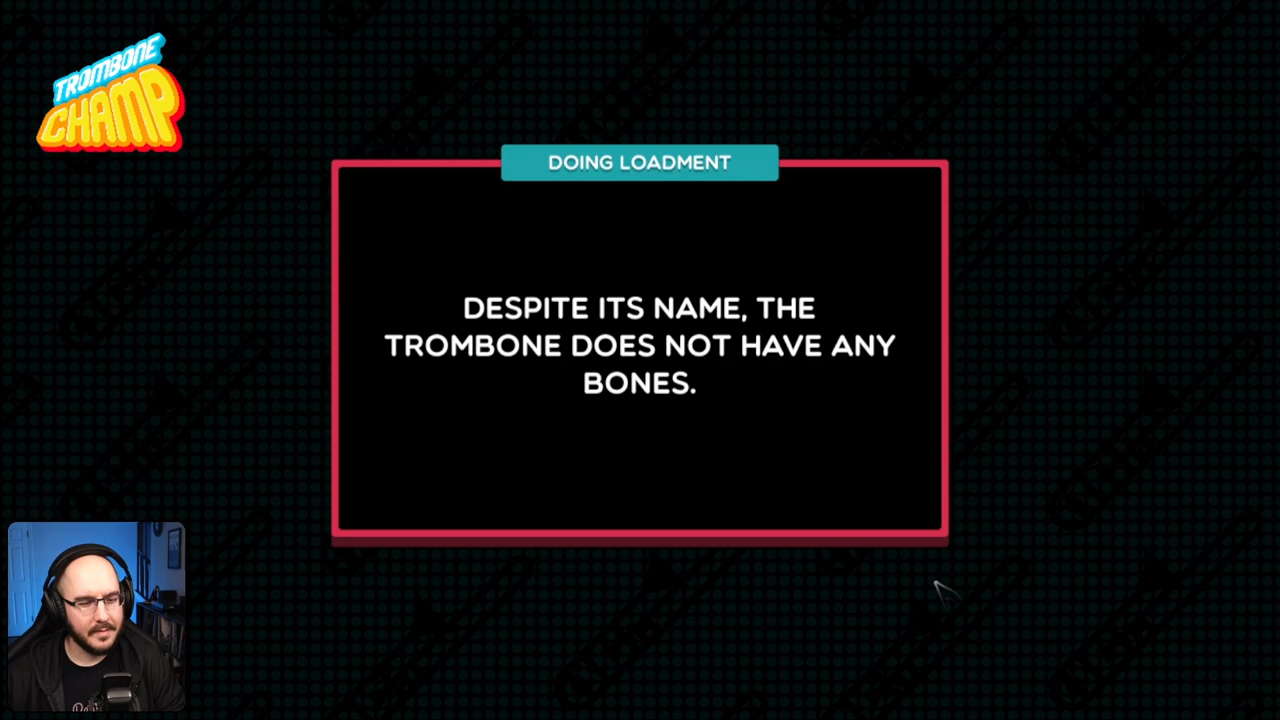 TROMBONE
CHAMP
DOING LOADMENT
DESPITE ITS NAME, THE
TROMBONE DOES NOT HAVE ANY
BONES.